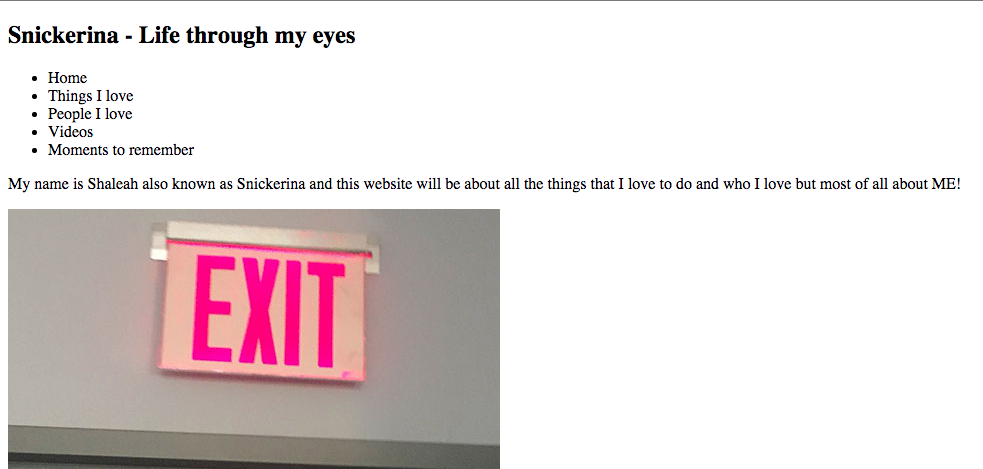 Snickerina - Life through my eyes
Home
Things I love
People I love
Videos
Moments to remember
My name is Shaleah also known as Snickerina and this website will be about all the things that I love to do and who I love but most of all about ME!
EXIT